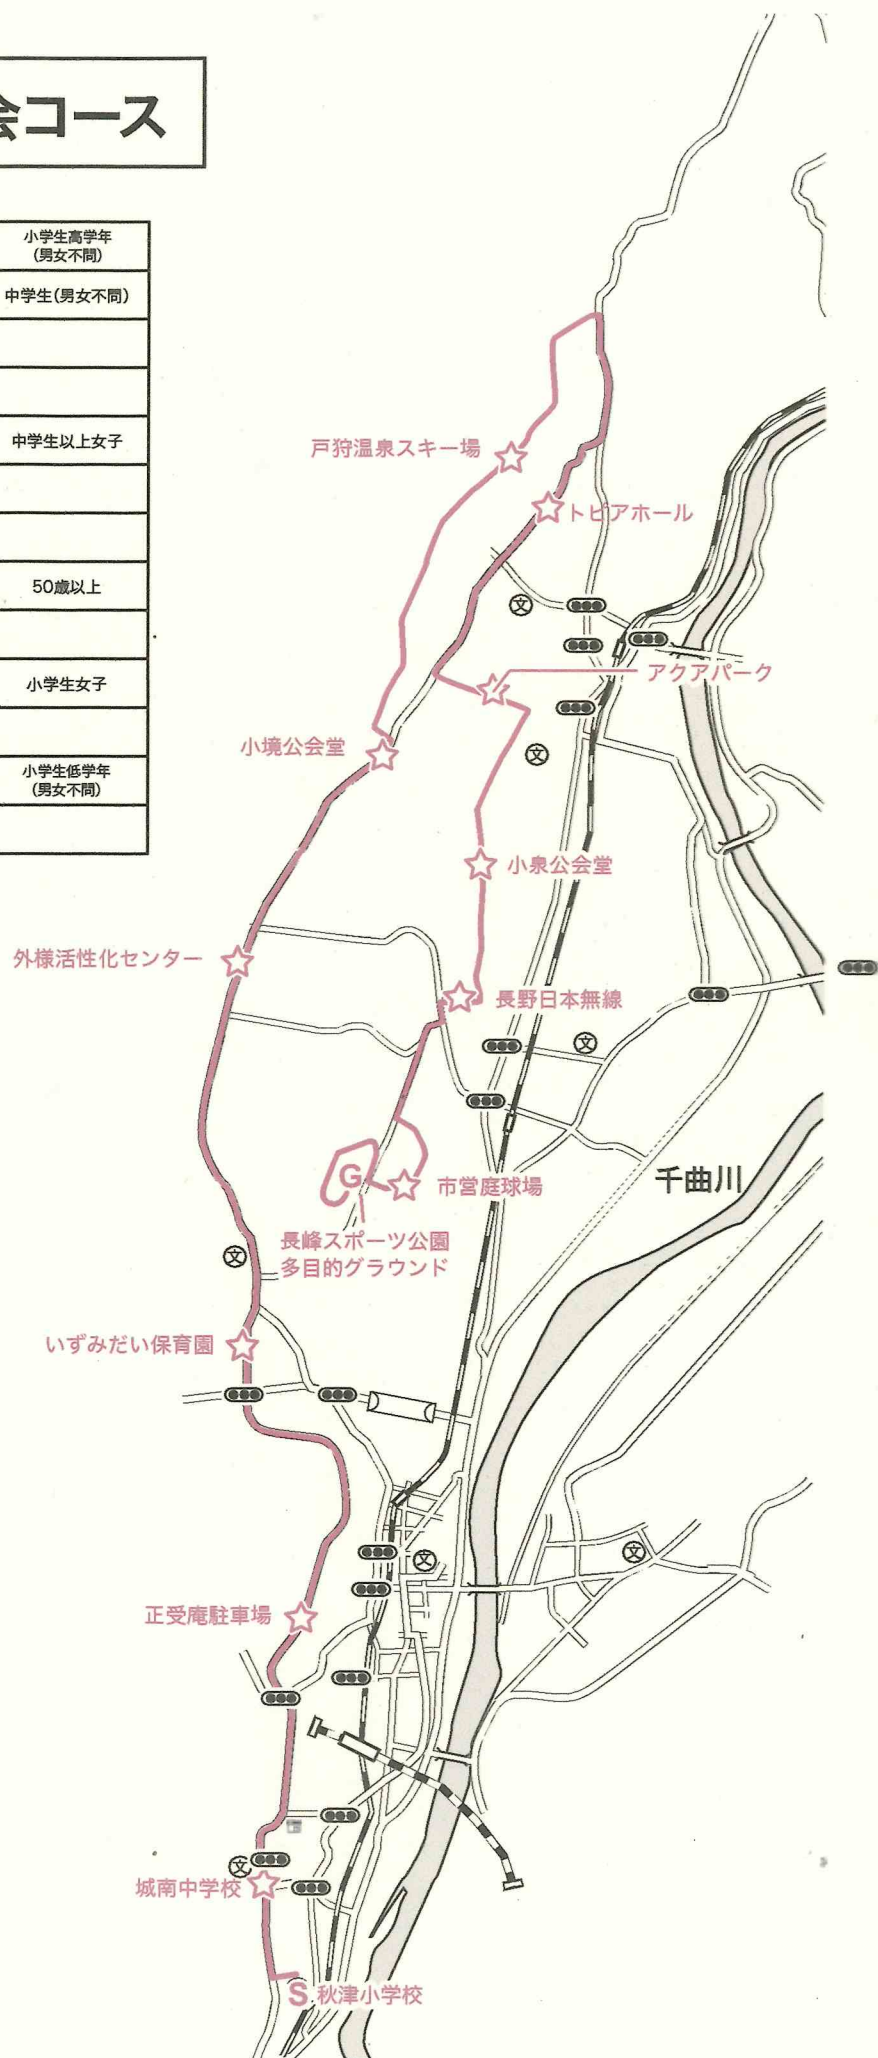 会コース
小学生高学年
(男女不問)
中学生(男女不問)
中学生以上女子
50歳以上
小学生女子
小学生低学年
(男女不問)
戸狩温泉スキー場
トピアホール
文
アクアパーク
小境公会堂
文
小泉公会堂
外様活性化センター
長野日本無線
文
千曲川
G
市営庭球場
長峰スポーツ公園
多目的グラウンド
文
いずみだい保育園
文
文
正受庵駐車場
文
城南中学校
S 秋津小学校